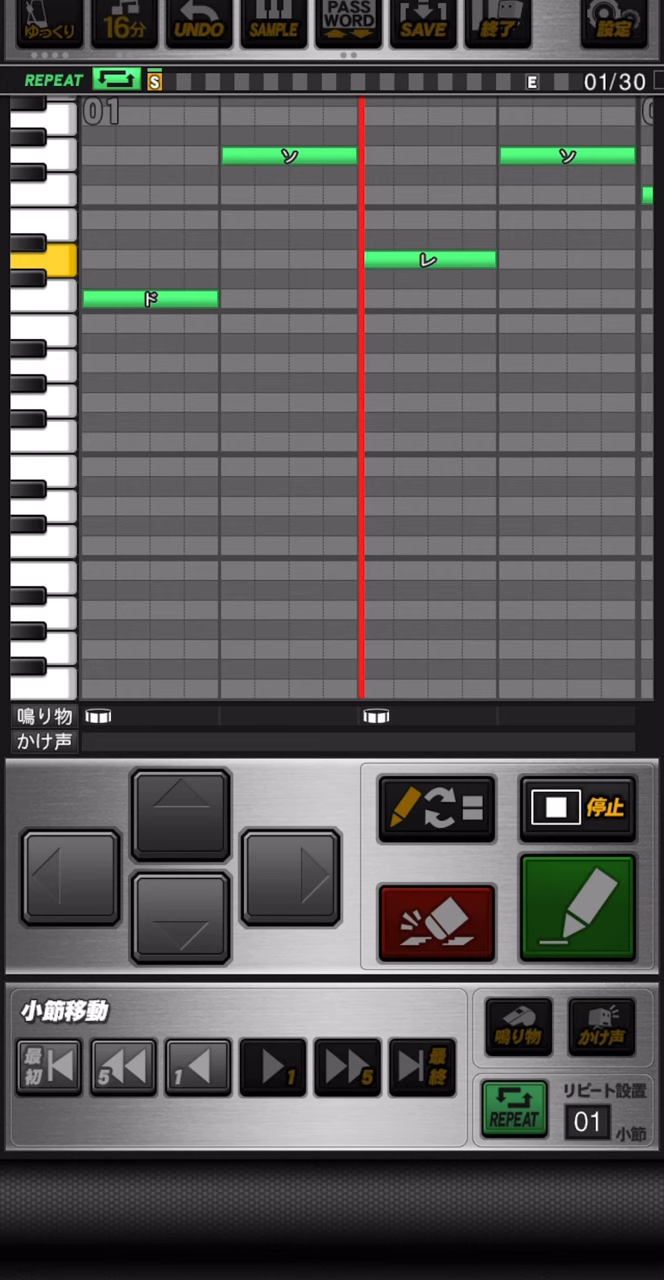 ゆっくり 16分 UNDO SAMPLE PASS WORD SAVE 終了 設定
REPEAT S E 01/30
01
ソ ソ
レ
ド
鳴り物
かけ声
停止
小節移動
鳴り物 かけ声
最初 5 1 1 5 最終
REPEAT リピート設置 01 小節